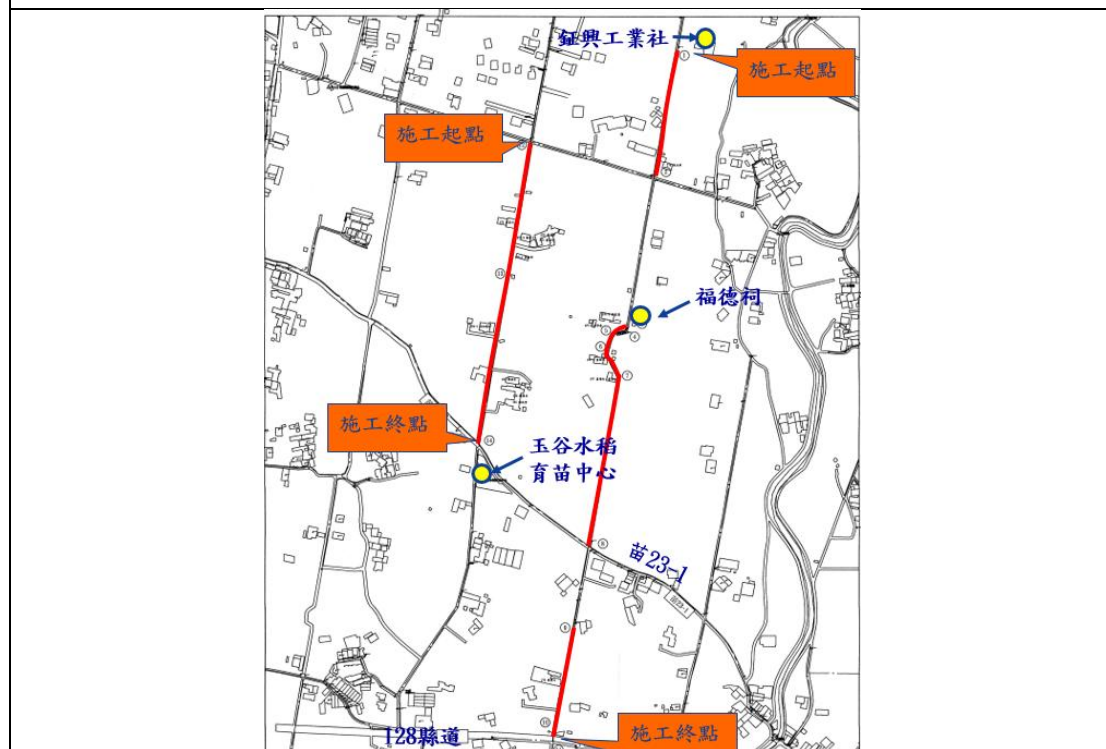 鉦興工業社
施工起點
施工起點
福德祠
施工終點
玉谷水稻
育苗中心
苗23-1
128縣道
施工終點